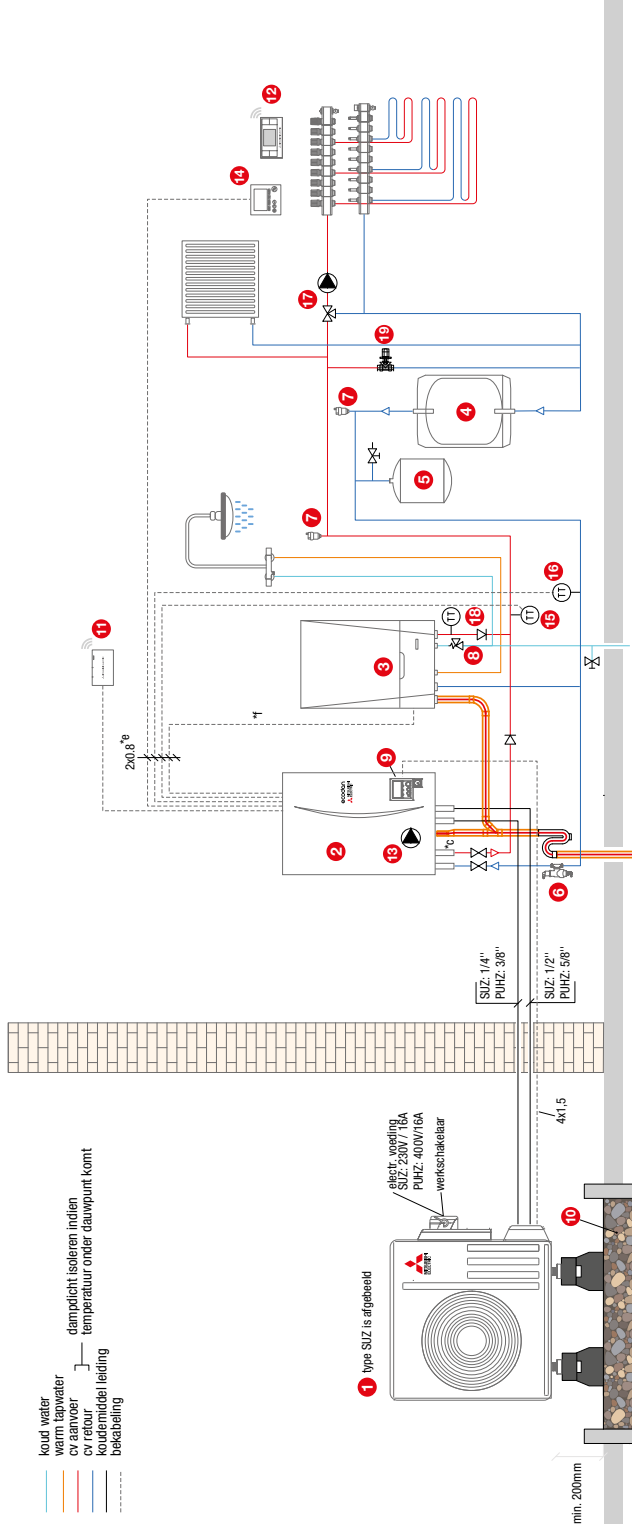 koud water
warm tapwater
cv aanvoer
cv retour
koudemiddel leiding
bekabeling
dampdicht isoleren indien
temperatuur onder dauwpunt komt
min. 200mm
1
type SUZ is afgebeeld
MITSUBISHI
ELECTRIC
electr. voeding
SUZ: 230V / 16A
PUHZ: 400V/16A
werkschakelaar
10
4x1,5
SUZ: 1/4''
PUHZ: 3/8''
SUZ: 1/2''
PUHZ: 5/8''
2
ecodan
13
9
*c
6
2x0.8*e
*f
11
3
8
TT
18
TT
15
TT
16
7
5
7
4
19
17
14
12